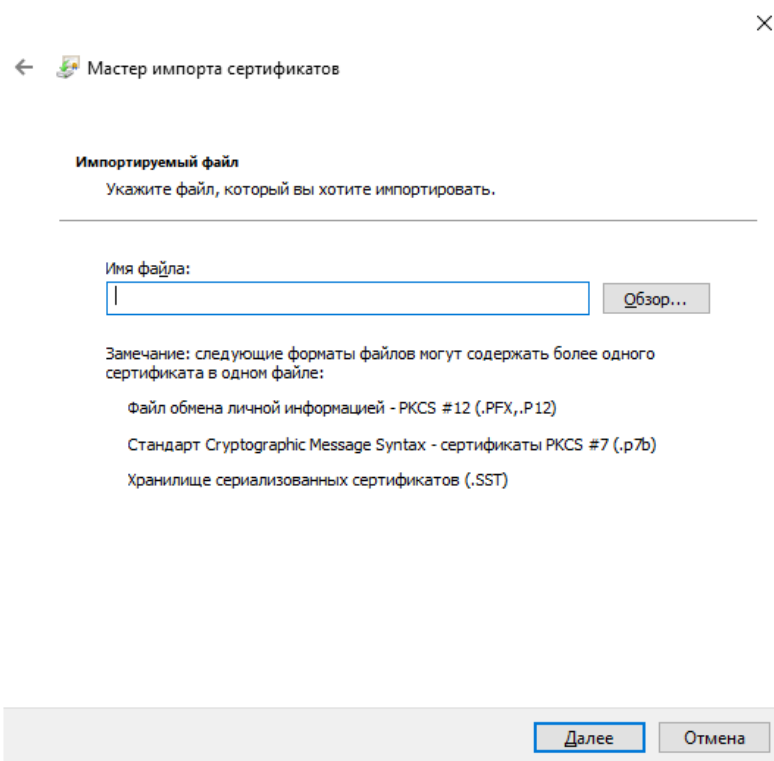 Мастер импорта сертификатов
Импортируемый файл
Укажите файл, который вы хотите импортировать.
Имя файла:
Обзор...
Замечание: следующие форматы файлов могут содержать более одного
сертификата в одном файле:
Файл обмена личной информацией - PKCS #12 (.PFX,.P12)
Стандарт Cryptographic Message Syntax - сертификаты PKCS #7 (.p7b)
Хранилище сериализованных сертификатов (.SST)
Далее
Отмена